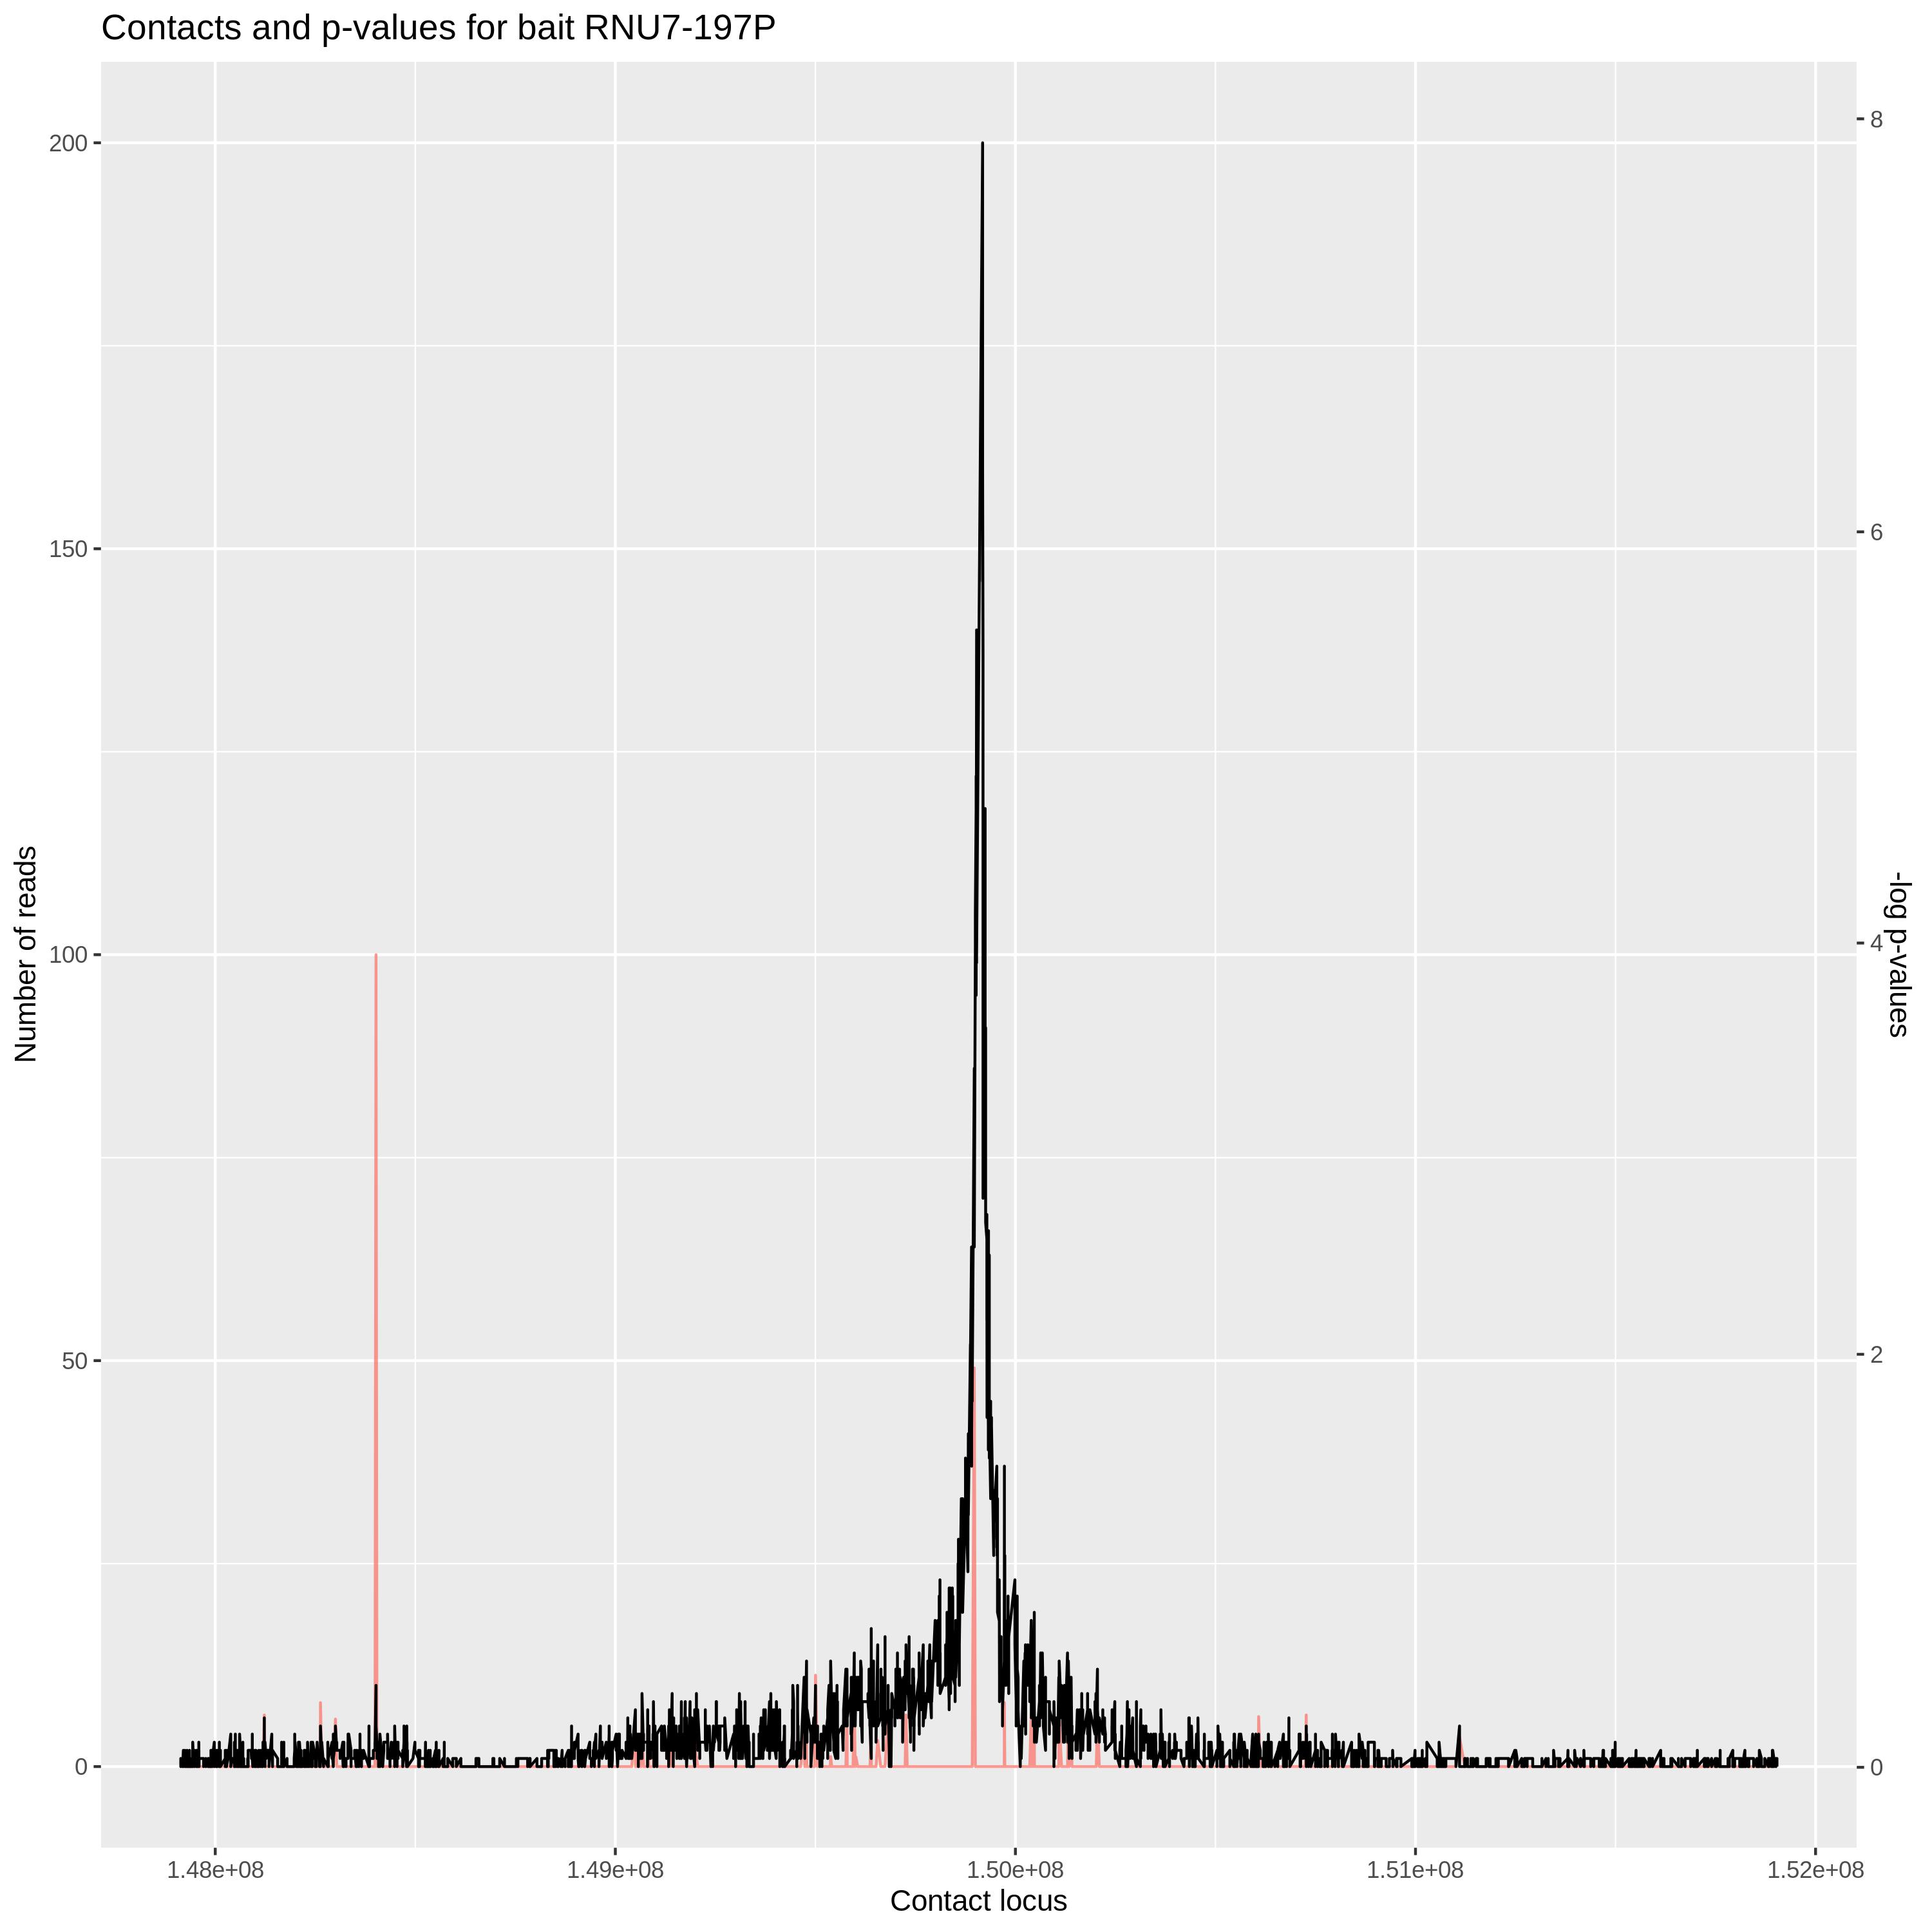 Contacts and p-values for bait RNU7-197P
200
150
100
50
0
8
6
4
2
0
Number of reads
-log p-values
1.48e+08
1.49e+08
1.50e+08
1.51e+08
1.52e+08
Contact locus